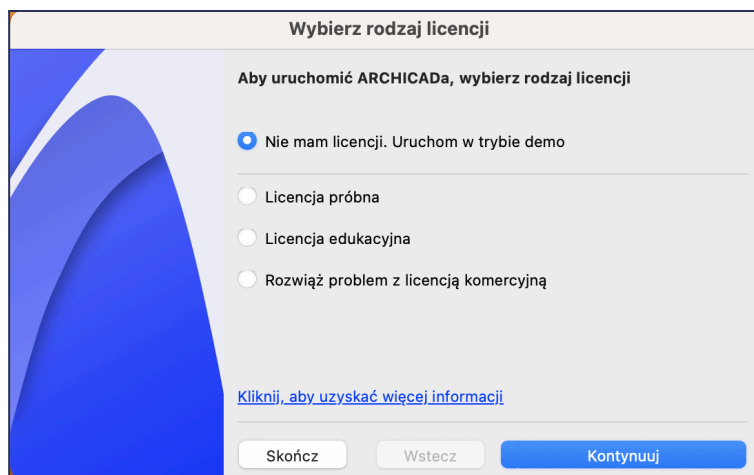 Wybierz rodzaj licencji
Aby uruchomić ARCHICADa, wybierz rodzaj licencji
Nie mam licencji. Uruchom w trybie demo
Licencja próbna
Licencja edukacyjna
Rozwiąż problem z licencją komercyjną
Kliknij, aby uzyskać więcej informacji
Skończ Wstecz Kontynuuj